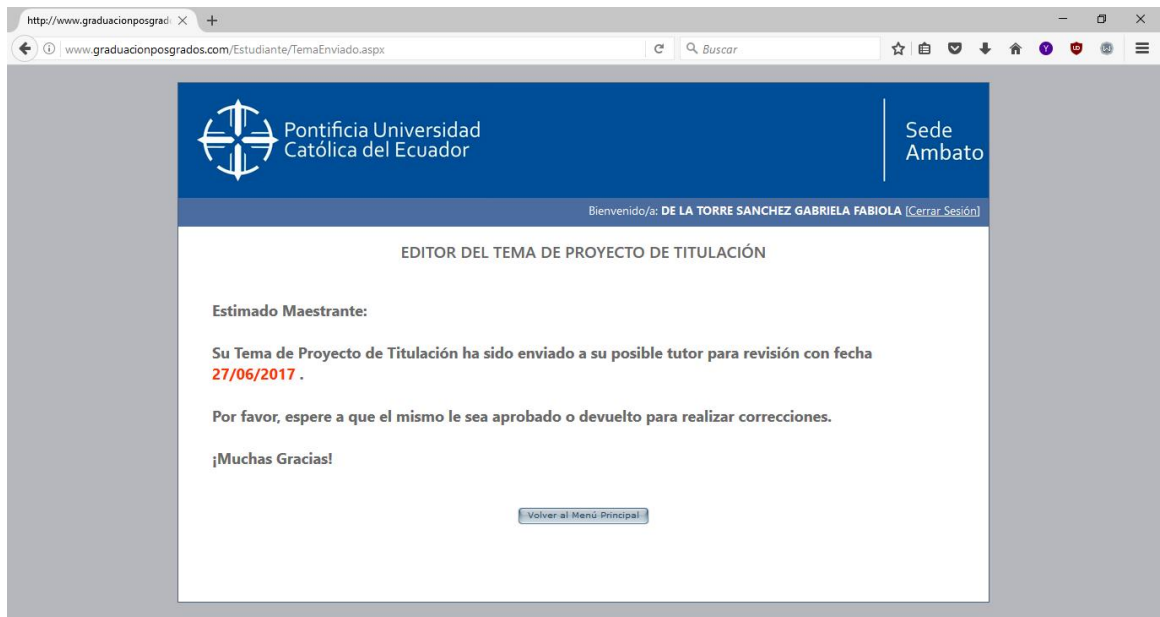 http://www.graduacionposgrad
www.graduacionposgrados.com/Estudiante/TemaEnviado.aspx
Buscar
Pontificia Universidad
Católica del Ecuador
Sede
Ambato
Bienvenido/a: DE LA TORRE SANCHEZ GABRIELA FABIOLA [Cerrar Sesión]
EDITOR DEL TEMA DE PROYECTO DE TITULACIÓN
Estimado Maestrante:
Su Tema de Proyecto de Titulación ha sido enviado a su posible tutor para revisión con fecha
27/06/2017 .
Por favor, espere a que el mismo le sea aprobado o devuelto para realizar correcciones.
¡Muchas Gracias!
Volver al Menú Principal